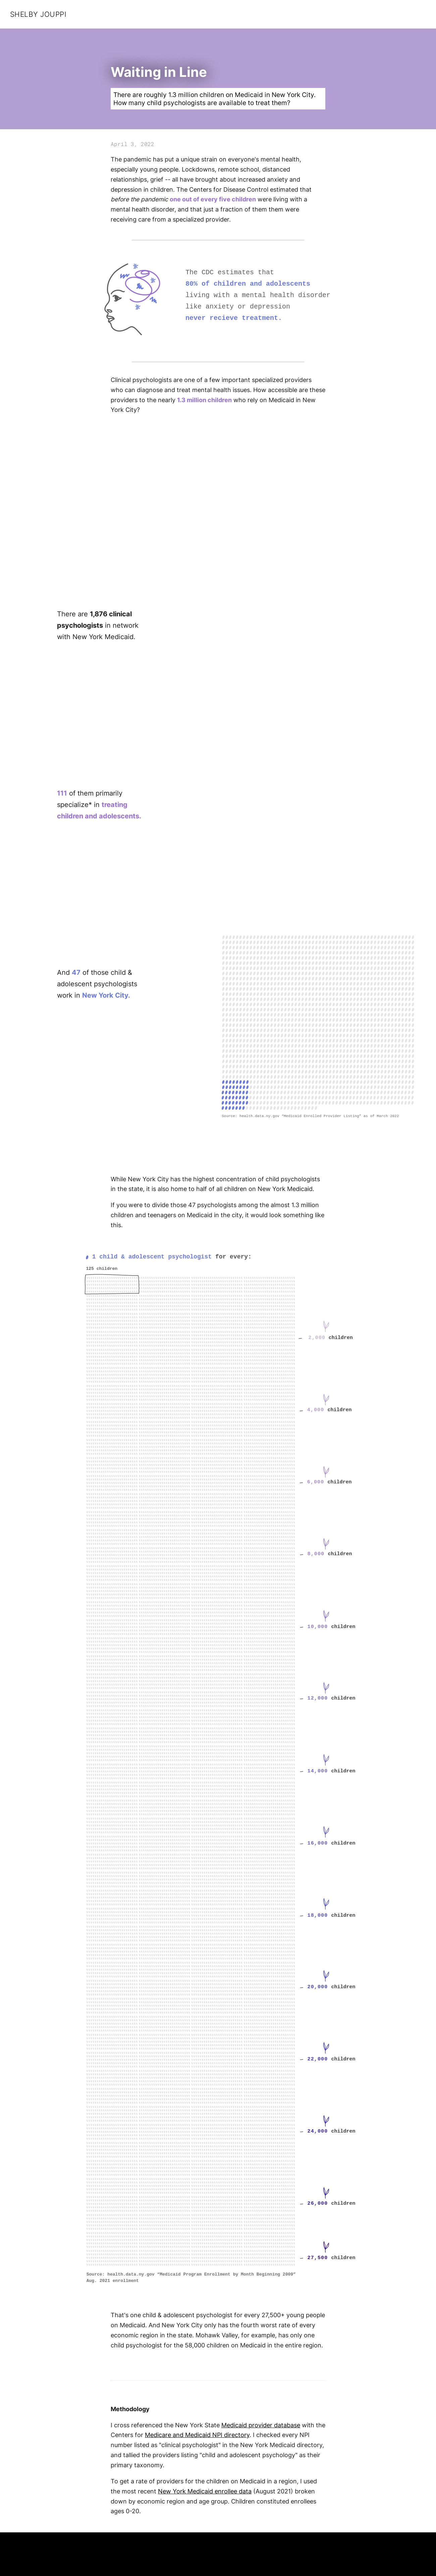 SHELBY JOUPPI
Waiting in Line
There are roughly 1.3 million children on Medicaid in New York City.
How many child psychologists are available to treat them?
April 3, 2022
The pandemic has put a unique strain on everyone's mental health,
especially young people. Lockdowns, remote school, distanced
relationships, grief -- all have brought about increased anxiety and
depression in children. The Centers for Disease Control estimated that
before the pandemic one out of every five children were living with a
mental health disorder, and that just a fraction of them them were
receiving care from a specialized provider.
The CDC estimates that
80% of children and adolescents
living with a mental health disorder
like anxiety or depression
never recieve treatment.
Clinical psychologists are one of a few important specialized providers
who can diagnose and treat mental health issues. How accessible are these
providers to the nearly 1.3 million children who rely on Medicaid in New
York City?
There are 1,876 clinical
psychologists in network
with New York Medicaid.
111 of them primarily
specialize* in treating
children and adolescents.
And 47 of those child &
adolescent psychologists
work in New York City.
Source: health.data.ny.gov "Medicaid Enrolled Provider Listing" as of March 2022
While New York City has the highest concentration of child psychologists
in the state, it is also home to half of all children on New York Medicaid.
If you were to divide those 47 psychologists among the almost 1.3 million
children and teenagers on Medicaid in the city, it would look something like
this.
1 child & adolescent psychologist for every:
125 children
2,000 children
4,000 children
6,000 children
8,000 children
10,000 children
12,000 children
14,000 children
16,000 children
18,000 children
20,000 children
22,000 children
24,000 children
26,000 children
27,500 children
Source: health.data.ny.gov "Medicaid Program Enrollment by Month Beginning 2009"
Aug. 2021 enrollment
That's one child & adolescent psychologist for every 27,500+ young people
on Medicaid. And New York City only has the fourth worst rate of every
economic region in the state. Mohawk Valley, for example, has only one
child psychologist for the 58,000 children on Medicaid in the entire region.
Methodology
I cross referenced the New York State Medicaid provider database with the
Centers for Medicare and Medicaid NPI directory. I checked every NPI
number listed as "clinical psychologist" in the New York Medicaid directory,
and tallied the providers listing "child and adolescent psychology" as their
primary taxonomy.
To get a rate of providers for the children on Medicaid in a region, I used
the most recent New York Medicaid enrollee data (August 2021) broken
down by economic region and age group. Children constituted enrollees
ages 0-20.